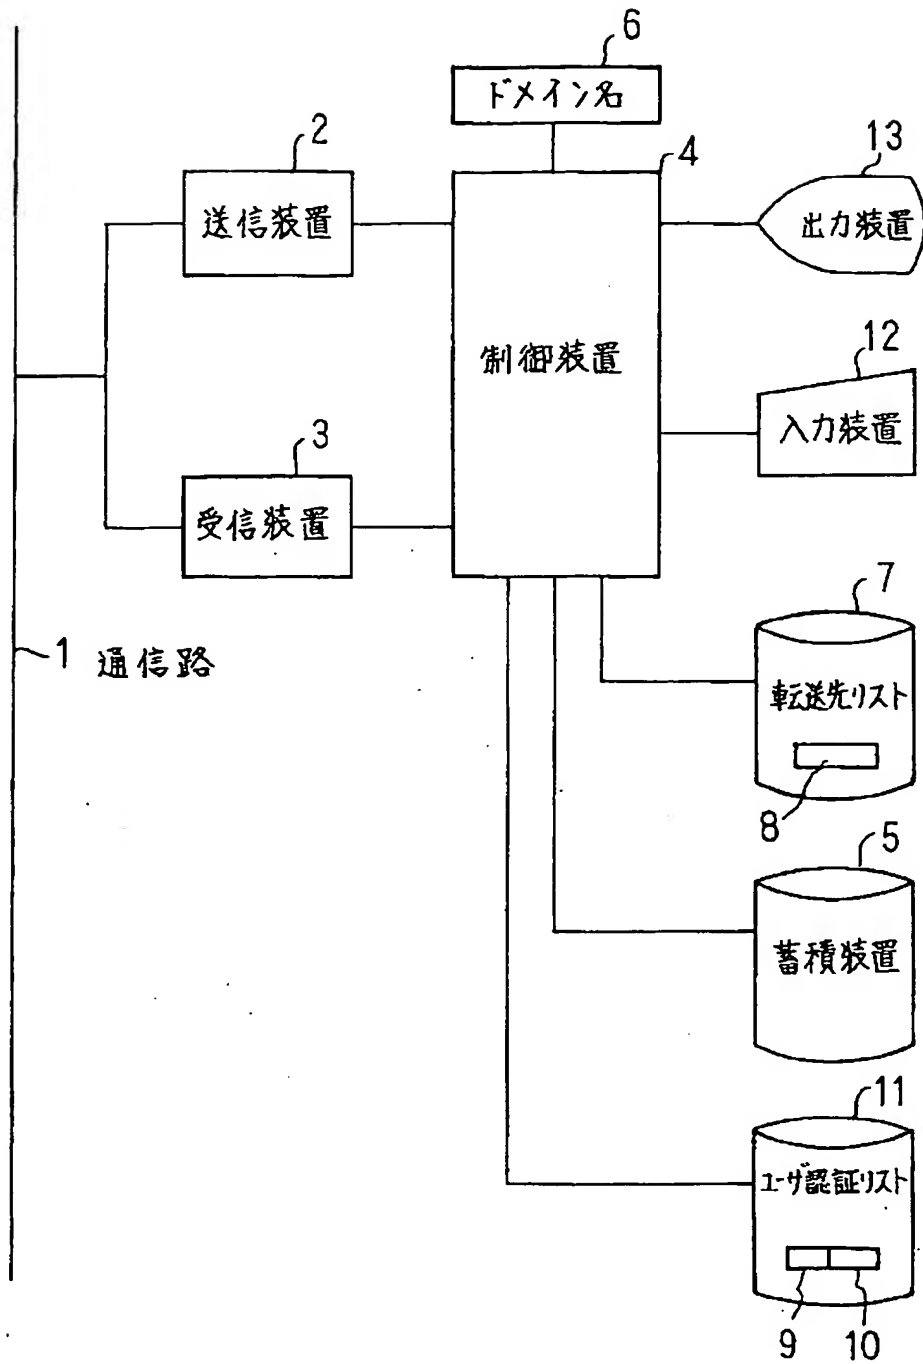 6
ドメイン名
2
4
13
送信装置
出力装置
制御装置
12
入力装置
3
受信装置
7
1 通信路
転送先リスト
8
5
蓄積装置
11
ユーザ認証リスト
9 10